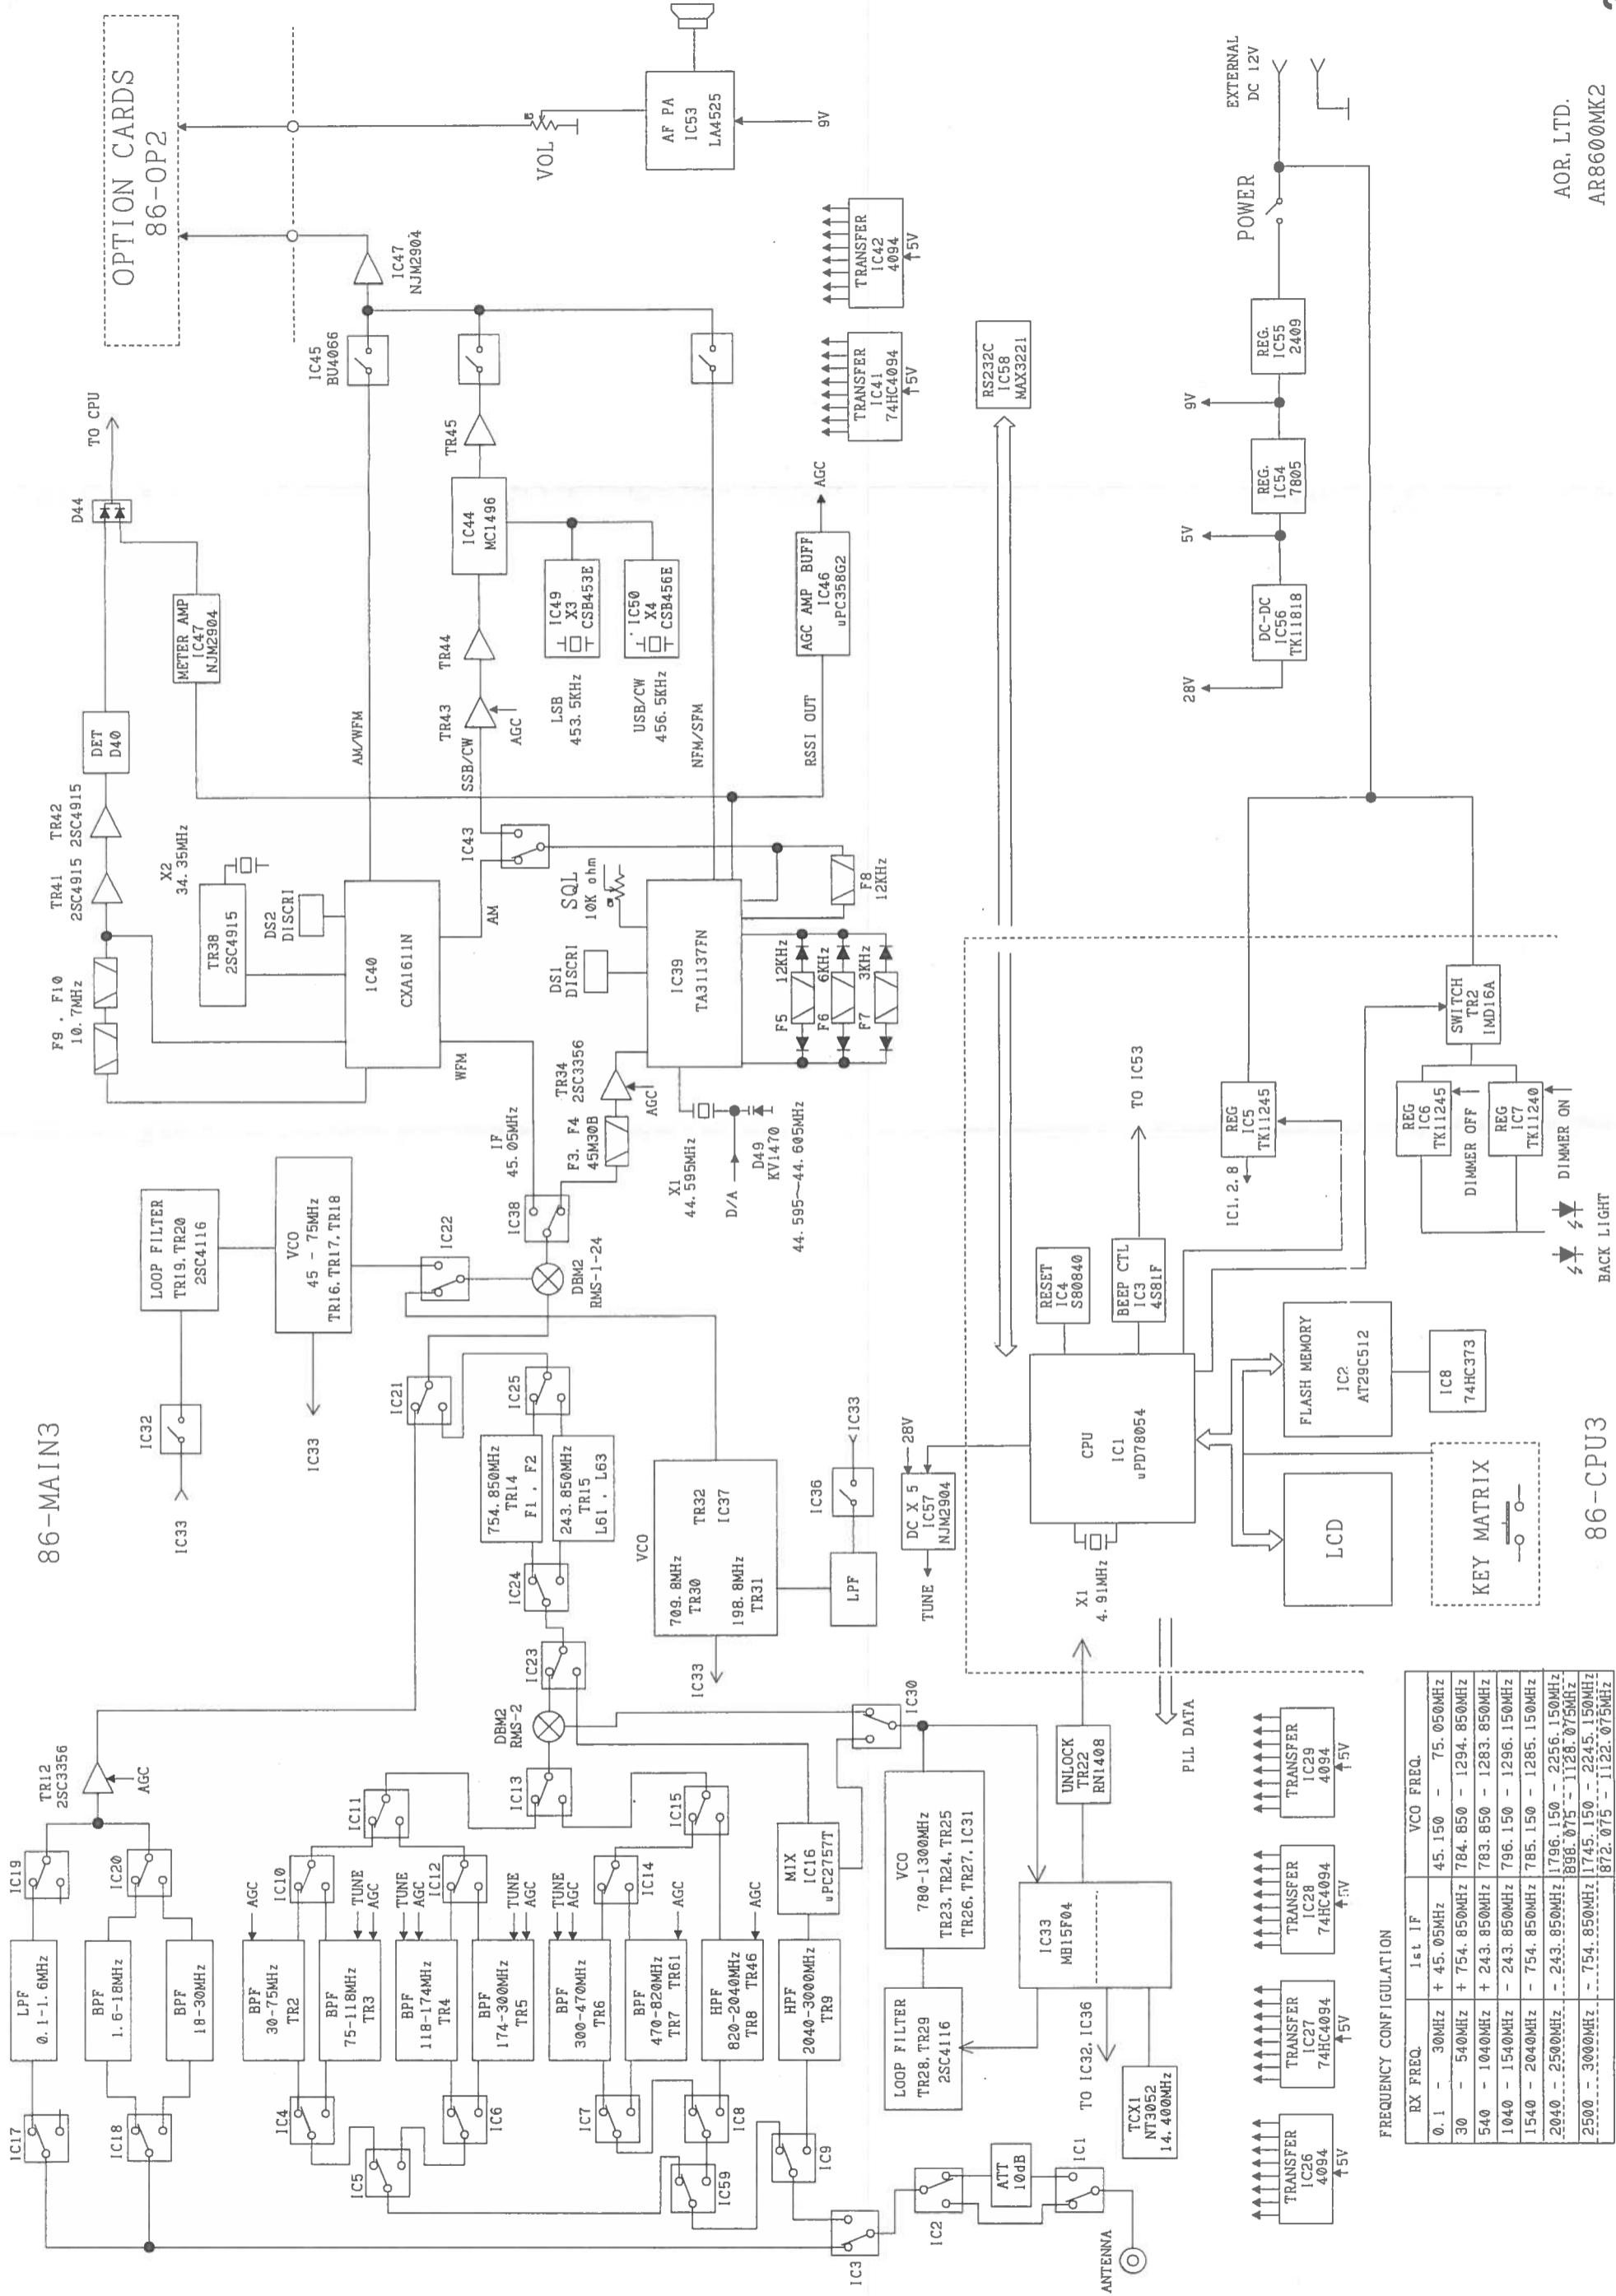 86-MAIN3
OPTION CARDS
86-OP2
IC17
LPF
0.1-1.6MHz
IC19
TR12
2SC3356
AGC
IC18
BPF
1.6-18MHz
BPF
18-30MHz
IC20
IC4
BPF
30-75MHz
TR2
AGC
IC10
BPF
75-118MHz
TR3
TUNE
AGC
IC11
IC5
BPF
118-174MHz
TR4
TUNE
AGC
IC12
IC6
BPF
174-300MHz
TR5
TUNE
AGC
IC13
DBM2
RMS-2
IC7
BPF
300-470MHz
TR6
TUNE
AGC
IC14
BPF
470-820MHz
TR7 TR61
AGC
IC15
IC8
HPF
820-2040MHz
TR8 TR46
AGC
IC59
HPF
2040-3000MHz
TR9
MIX
IC16
uPC2757T
IC9
IC3
IC2
ATT
10dB
IC1
ANTENNA
IC32
IC33
LOOP FILTER
TR19.TR20
2SC4116
VCO
45 - 75MHz
TR16.TR17.TR18
IC33
IC22
IC21
IC25
754.850MHz
TR14
F1 . F2
243.850MHz
TR15
L61 . L63
IC24
IC23
DBM2
RMS-1-24
VCO
709.8MHz
TR30
198.8MHz
TR31
TR32
IC37
IC33
LPF
IC36
IC33
IC30
VCO
780-1300MHz
TR23.TR24.TR25
TR26.TR27.IC31
LOOP FILTER
TR28.TR29
2SC4116
IC33
MB15F04
UNLOCK
TR22
RN1408
TO IC32.IC36
TCX1
NT3052
14.400MHz
PLL DATA
F9 . F10
10.7MHz
TR41
2SC4915
TR42
2SC4915
DET
D40
D44
TO CPU
METER AMP
IC47
NJM2904
X2
34.35MHz
TR38
2SC4915
DS2
DISCRI
IC40
CXA1611N
AM/WFM
IC45
BU4066
IC47
NJM2904
WFM
AM
IC43
SSB/CW
TR43
AGC
TR44
IC44
MC1496
TR45
LSB
453.5KHz
IC49
X3
CSB453E
USB/CW
456.5KHz
IC50
X4
CSB456E
IF
45.05MHz
IC38
F3. F4
45M30B
TR34
2SC3356
AGC
DS1
DISCRI
SQL
10K ohm
IC39
TA31137FN
NFM/SFM
X1
44.595MHz
D/A
D49
KV1470
44.595~44.605MHz
F5
12KHz
F6
6KHz
F7
3KHz
F8
12KHz
RSSI OUT
AGC AMP BUFF
IC46
uPC358G2
AGC
VOL
AF PA
IC53
LA4525
9V
TRANSFER
IC41
74HC4094
5V
TRANSFER
IC42
4094
5V
RS232C
IC58
MAX3221
28V
DC X 5
IC57
NJM2904
TUNE
CPU
IC1
uPD78054
X1
4.91MHz
RESET
IC4
S80840
BEEP CTL
IC3
4S81F
TO IC53
FLASH MEMORY
IC2
AT29C512
IC8
74HC373
LCD
KEY MATRIX
86-CPU3
IC1.2.8
REG
IC5
TK11245
SWITCH
TR2
IMD16A
REG
IC6
TK11245
DIMMER OFF
REG
IC7
TK11240
DIMMER ON
BACK LIGHT
28V
DC-DC
IC56
TK11818
5V
REG.
IC54
7805
9V
REG.
IC55
2409
POWER
EXTERNAL
DC 12V
TRANSFER
IC26
4094
5V
TRANSFER
IC27
74HC4094
5V
TRANSFER
IC28
74HC4094
5V
TRANSFER
IC29
4094
5V
FREQUENCY CONFIGULATION
RX FREQ. 1st IF VCO FREQ.
0.1 - 30MHz + 45.05MHz 45.150 - 75.050MHz
30 - 540MHz + 754.850MHz 784.850 - 1294.850MHz
540 - 1040MHz + 243.850MHz 783.850 - 1283.850MHz
1040 - 1540MHz - 243.850MHz 796.150 - 1296.150MHz
1540 - 2040MHz - 754.850MHz 785.150 - 1285.150MHz
2040 - 2500MHz - 243.850MHz 1796.150 - 2256.150MHz
898.075 - 1128.075MHz
2500 - 3000MHz - 754.850MHz 1745.150 - 2245.150MHz
872.075 - 1122.075MHz
AOR, LTD.
AR8600MK2